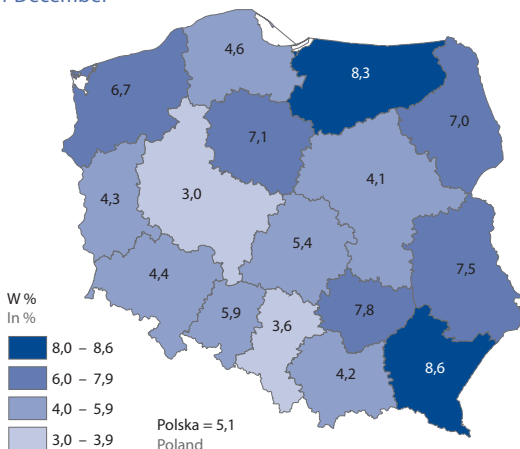 December
4,6
8,3
6,7
7,0
7,1
4,1
3,0
4,3
5,4
7,5
4,4
7,8
5,9
3,6
8,6
4,2
W %
In %
8,0 – 8,6
6,0 – 7,9
4,0 – 5,9
3,0 – 3,9
Polska = 5,1
Poland